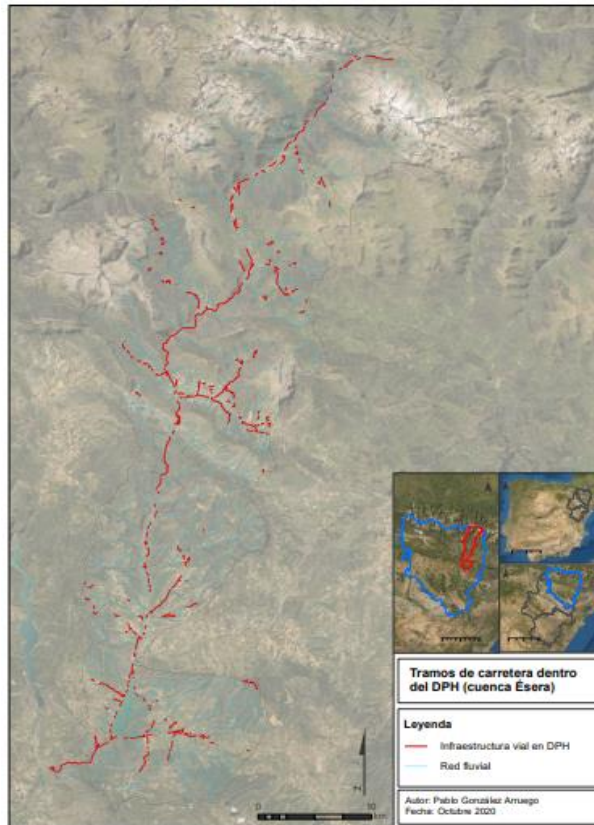 Tramos de carretera dentro
del DPH (cuenca Ésera)
Leyenda
Infraestructura vial en DPH
Red fluvial
Autor: Pablo González Arruego
Fecha: Octubre 2020
0 10
km